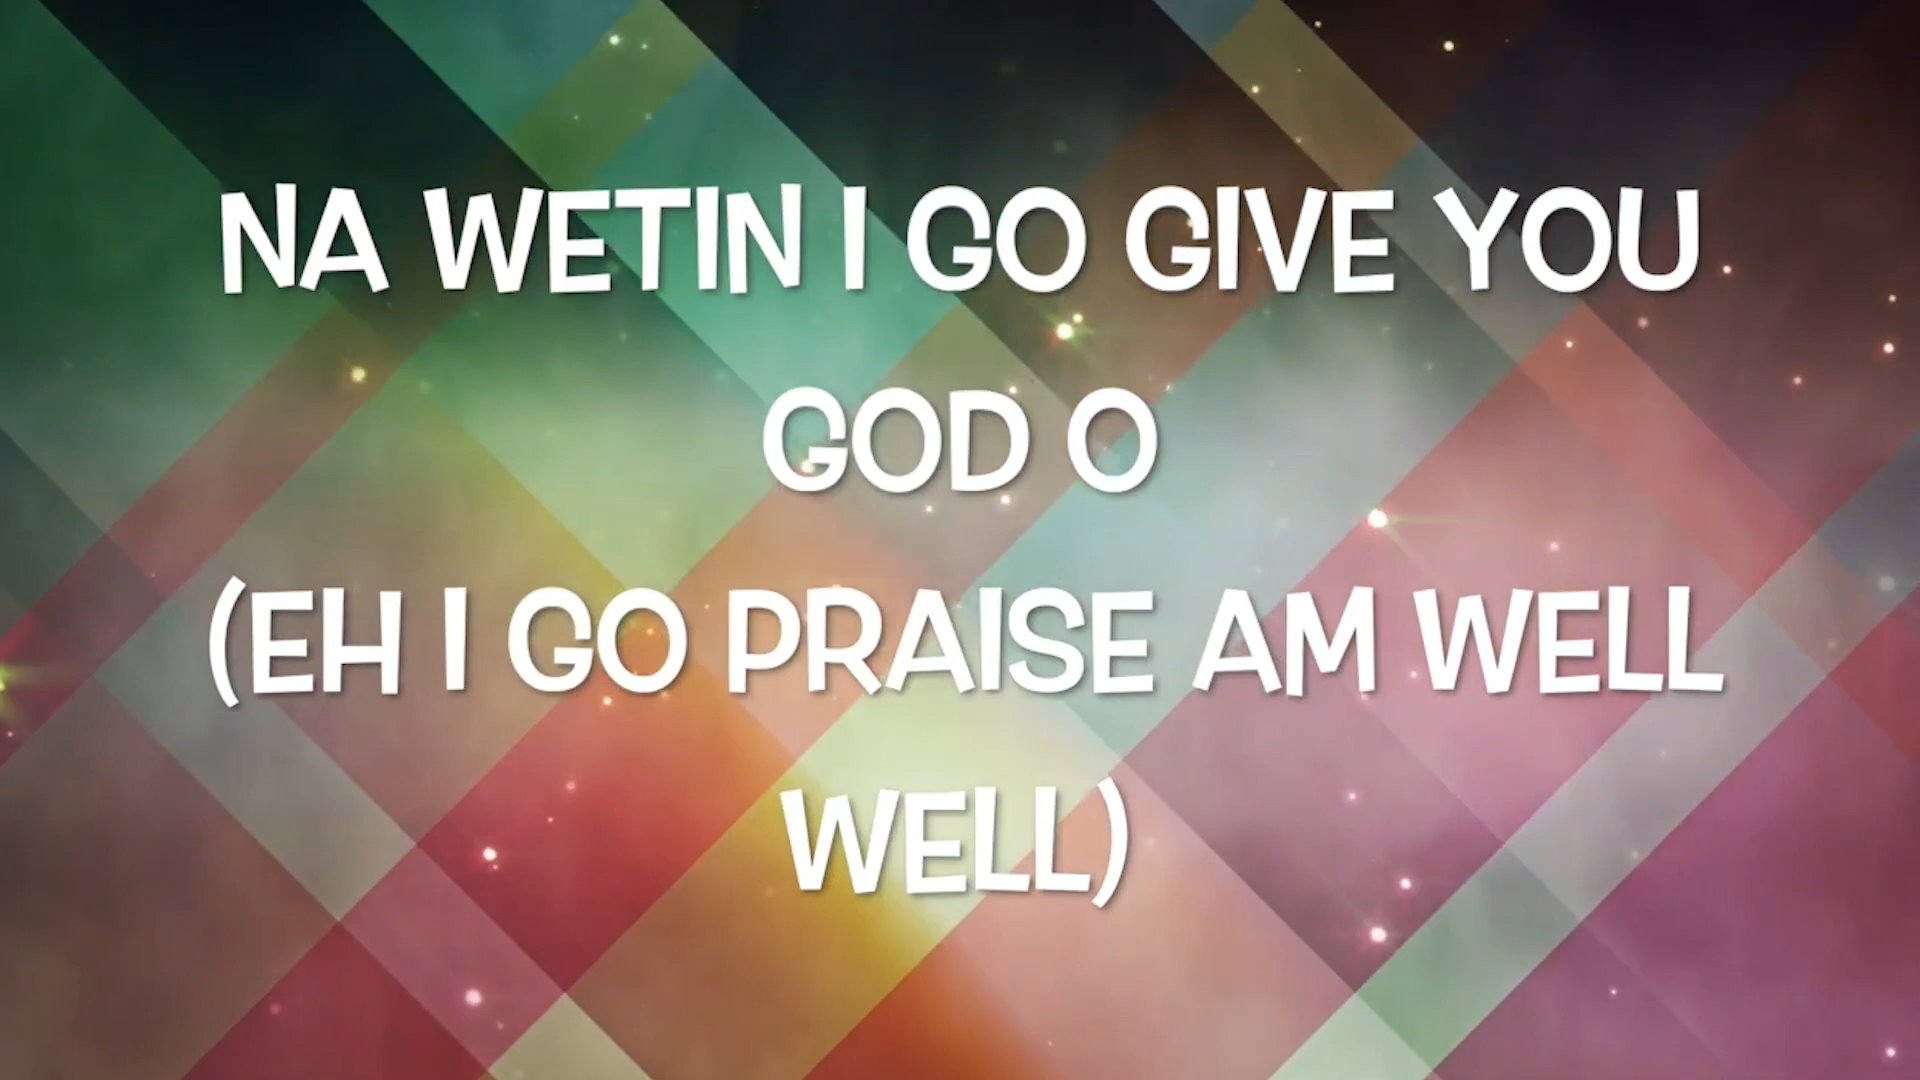 NA WETIN I GO GIVE YOU
GOD O
(EH I GO PRAISE AM WELL
WELL)